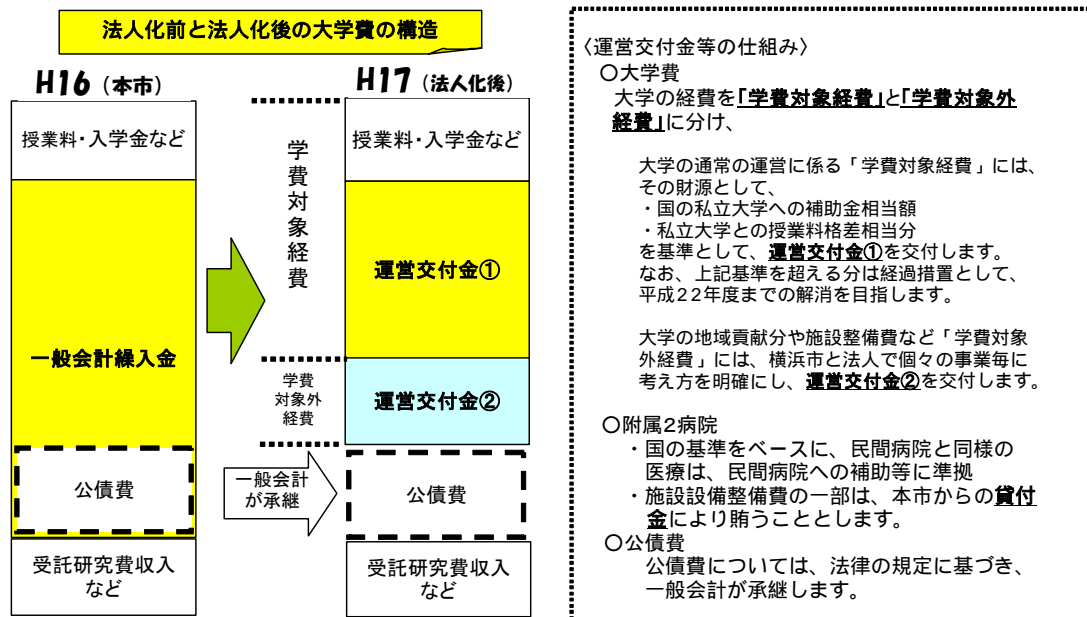 法人化前と法人化後の大学費の構造
H16（本市）
授業料・入学金など
一般会計繰入金
公債費
受託研究費収入
など
学
費
対
象
経
費
学費
対象外
経費
一般会計
が承継
H17（法人化後）
授業料・入学金など
運営交付金①
運営交付金②
公債費
受託研究費収入
など
〈運営交付金等の仕組み〉
○大学費
大学の経費を「学費対象経費」と「学費対象外
経費」に分け、
大学の通常の運営に係る「学費対象経費」には、
その財源として、
・国の私立大学への補助金相当額
・私立大学との授業料格差相当分
を基準として、運営交付金①を交付します。
なお、上記基準を超える分は経過措置として、
平成２２年度までの解消を目指します。
大学の地域貢献分や施設整備費など「学費対象
外経費」には、横浜市と法人で個々の事業毎に
考え方を明確にし、運営交付金②を交付します。
○附属２病院
・国の基準をベースに、民間病院と同様の
医療は、民間病院への補助等に準拠
・施設設備整備費の一部は、本市からの貸付
金により賄うこととします。
○公債費
公債費については、法律の規定に基づき、
一般会計が承継します。